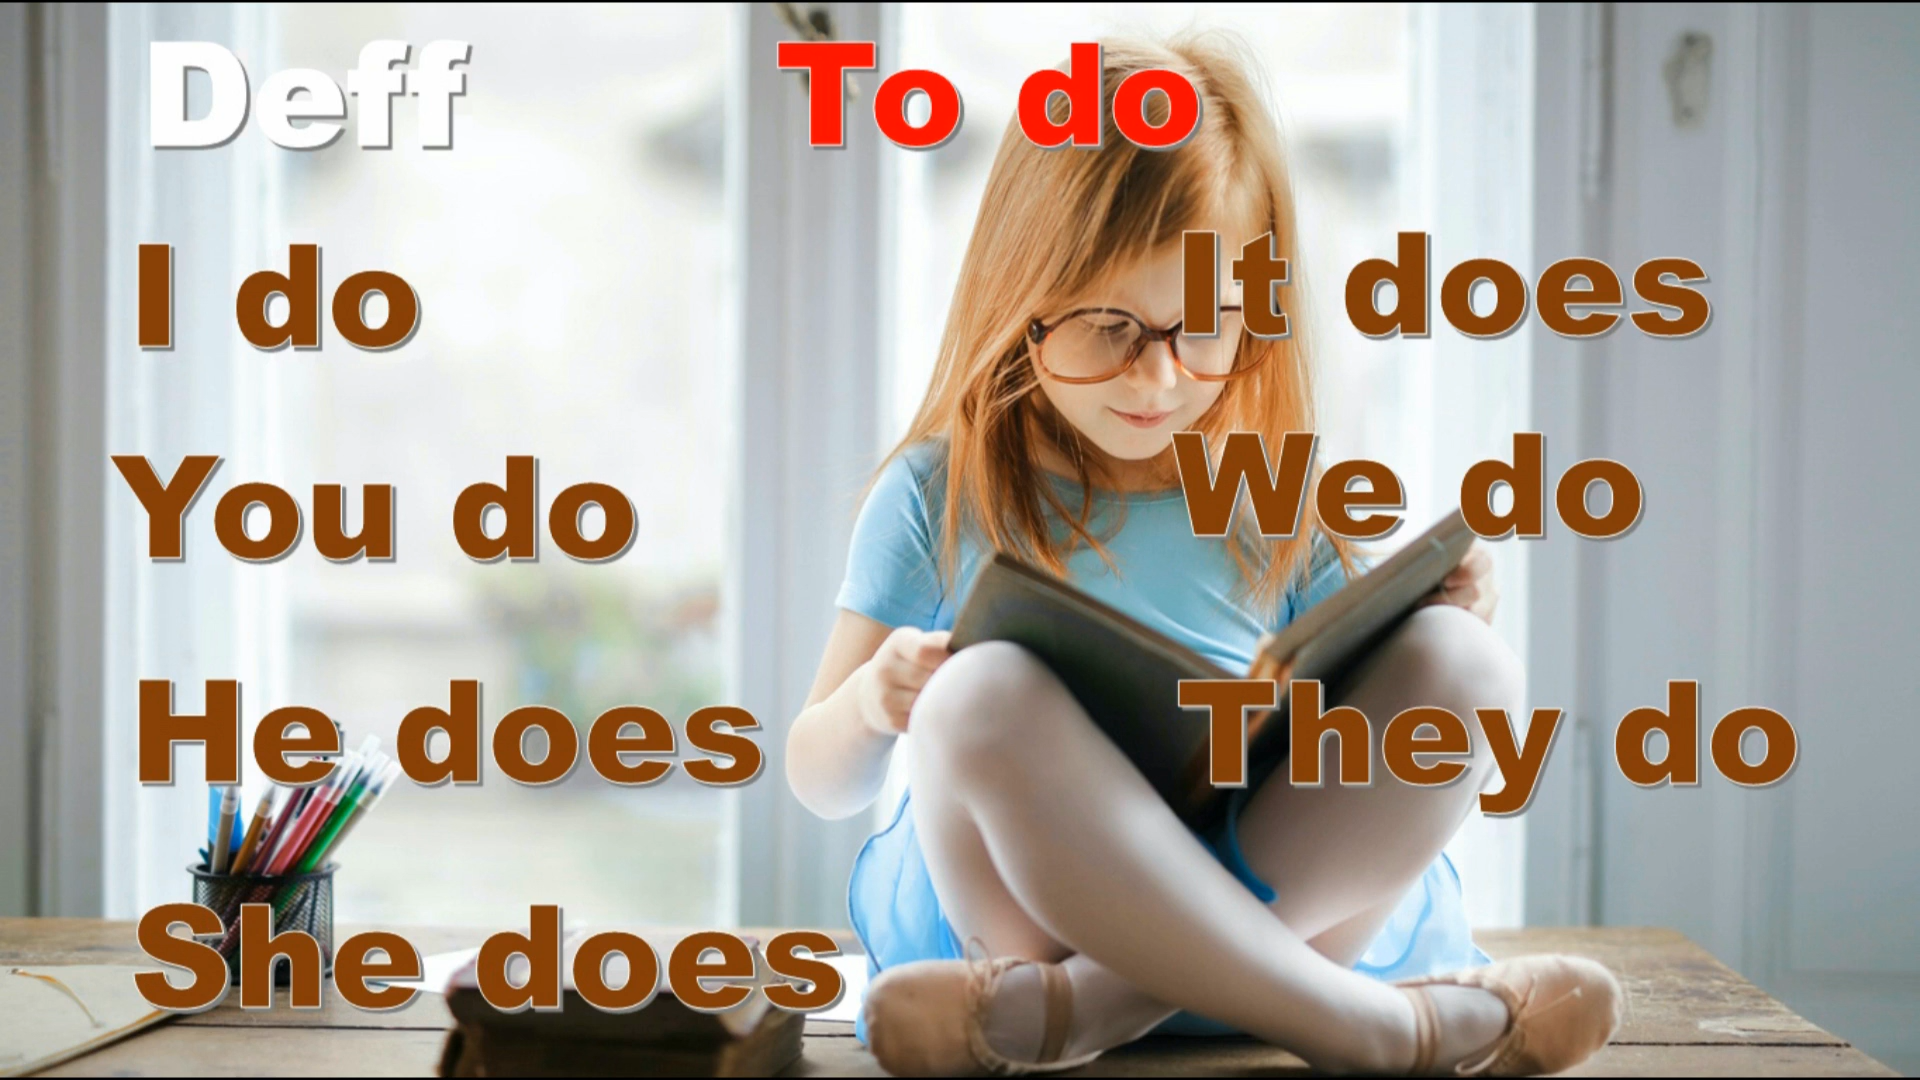 Deff To do
I do
You do
He does
She does
It does
We do
They do